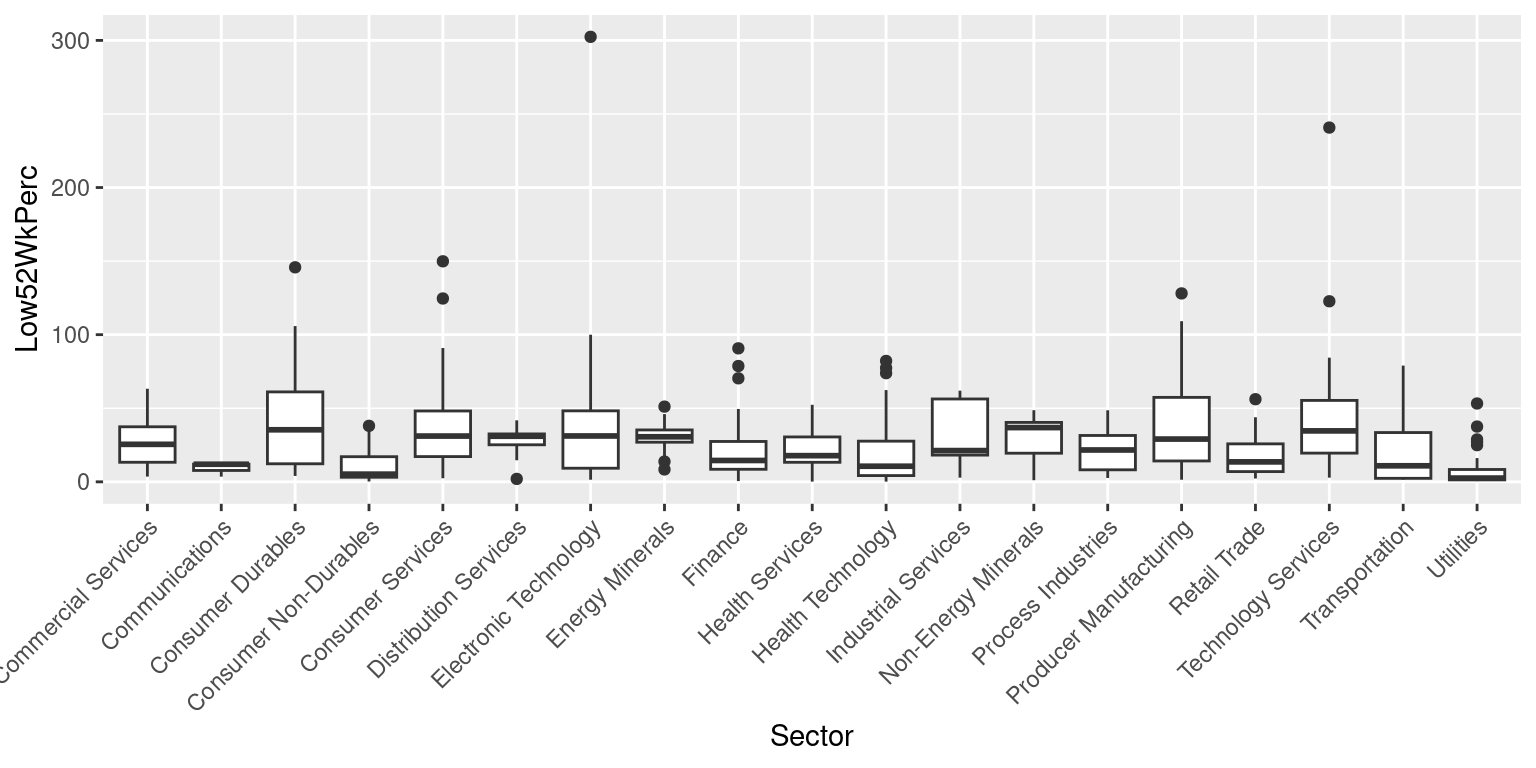 Low52WkPerc
300
200
100
0
Commercial Services
Communications
Consumer Durables
Consumer Non-Durables
Consumer Services
Distribution Services
Electronic Technology
Energy Minerals
Finance
Health Services
Health Technology
Industrial Services
Non-Energy Minerals
Process Industries
Producer Manufacturing
Retail Trade
Technology Services
Transportation
Utilities
Sector